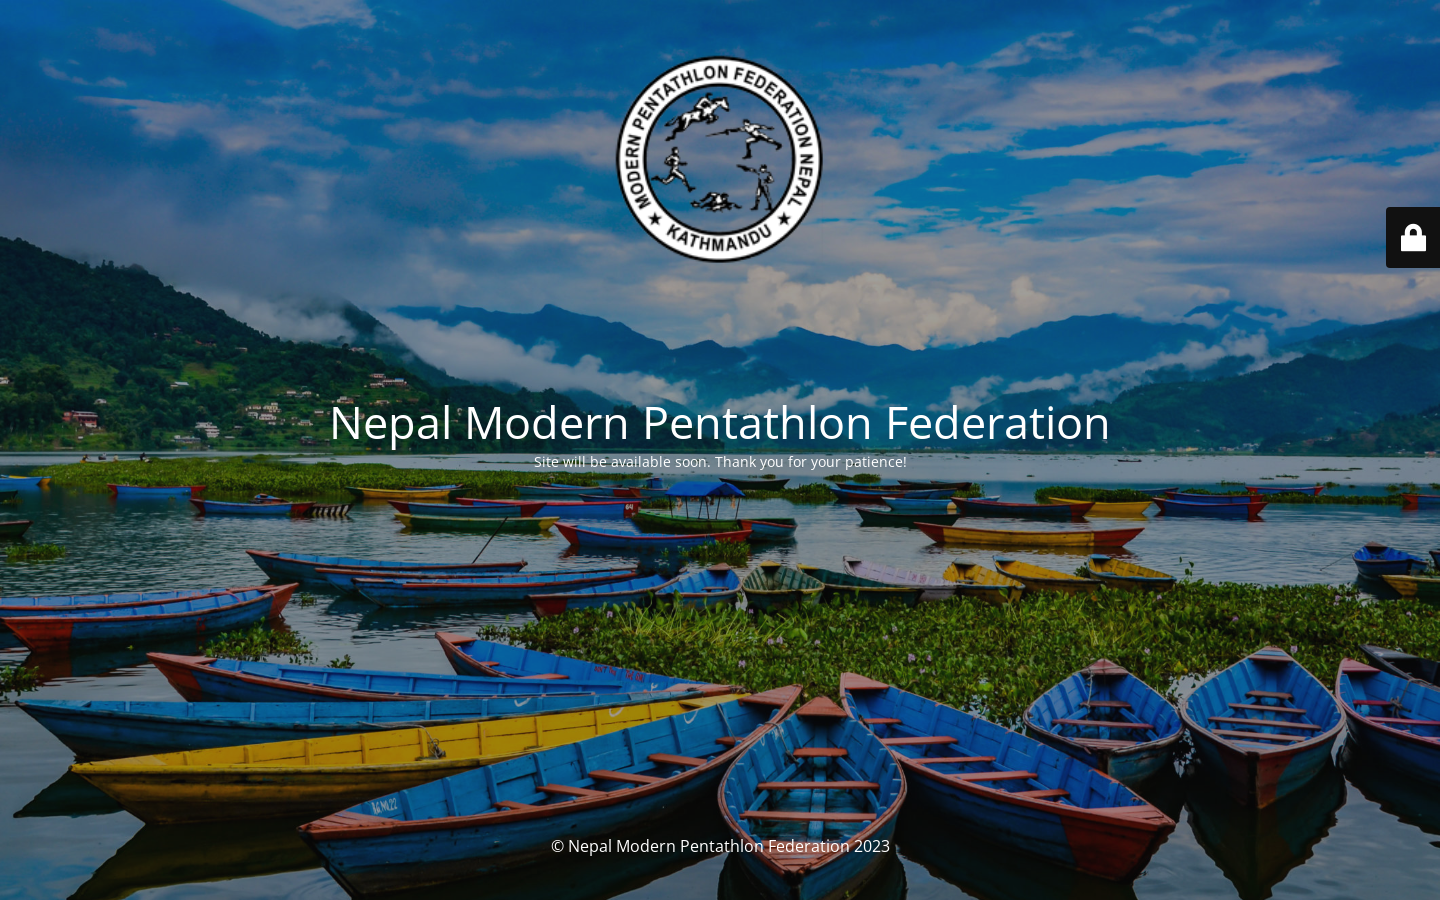 MODERN PENTATHLON FEDERATION NEPAL
★ KATHMANDU ★
Nepal Modern Pentathlon Federation
Site will be available soon. Thank you for your patience!
© Nepal Modern Pentathlon Federation 2023